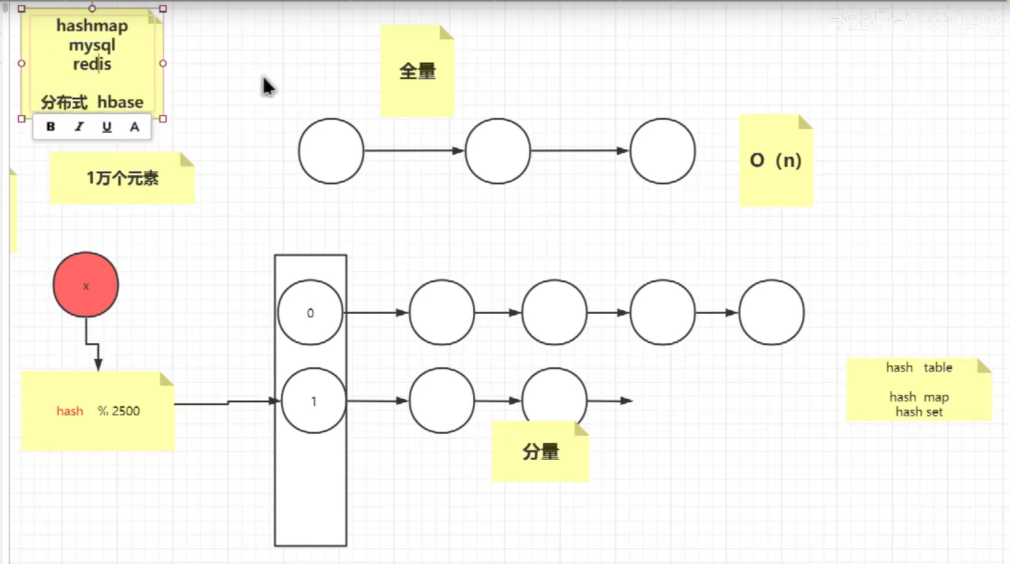 hashmap
mysql
redis
分布式 hbase
B I U A
1万个元素
全量
O（n)
x
hash % 2500
0
1
分量
hash table
hash map
hash set